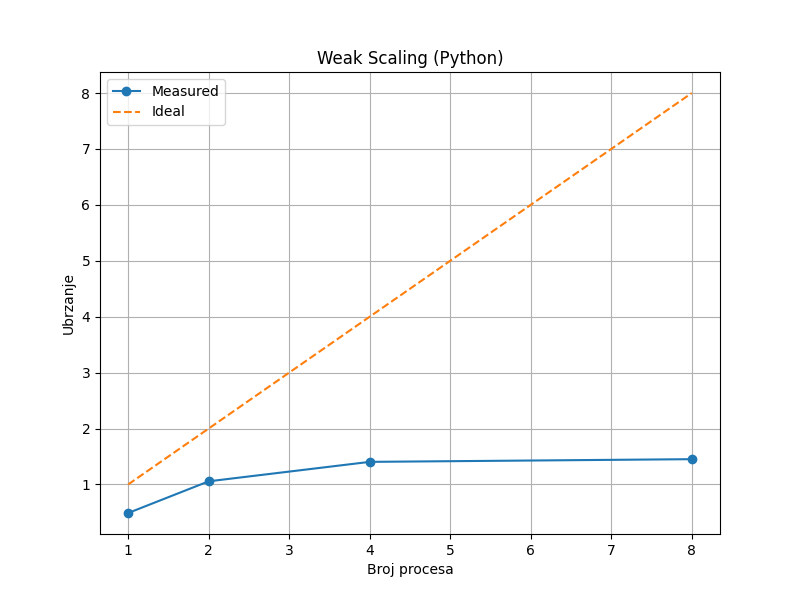 Weak Scaling (Python)
Measured
Ideal
8
7
6
5
4
3
2
1
Ubrzanje
1 2 3 4 5 6 7 8
Broj procesa